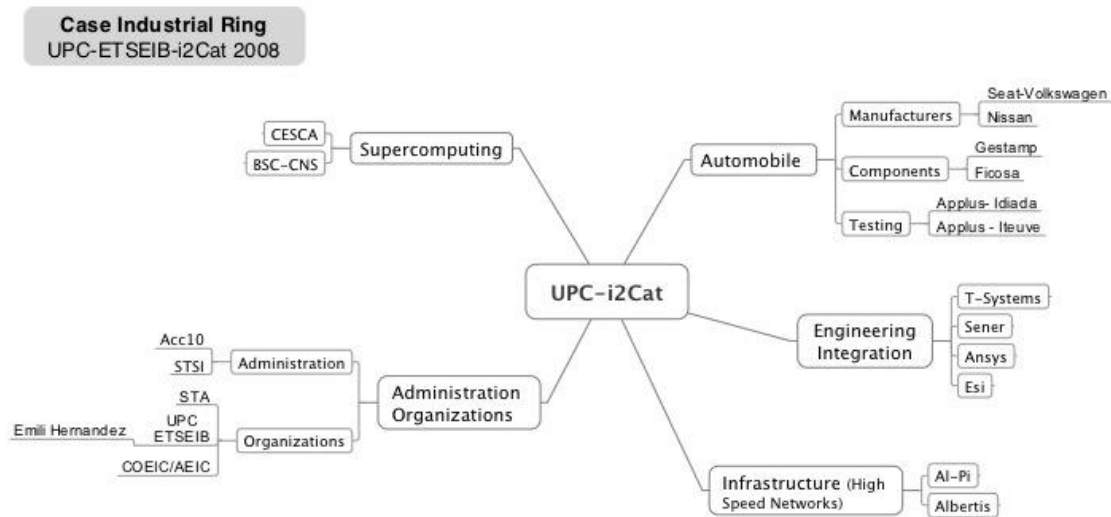 Case Industrial Ring
UPC-ETSEIB-i2Cat 2008
CESCA
BSC-CNS
Supercomputing
Automobile
Manufacturers
Seat-Volkswagen
Nissan
Components
Gestamp
Ficosa
Testing
Applus- Idiada
Applus - Iteuve
UPC-i2Cat
Engineering
Integration
T-Systems
Sener
Ansys
Esi
Acc10
STSI
Administration
STA
UPC
ETSEIB
Emili Hernandez
COEIC/AEIC
Organizations
Administration
Organizations
Infrastructure (High
Speed Networks)
Al-Pi
Albertis